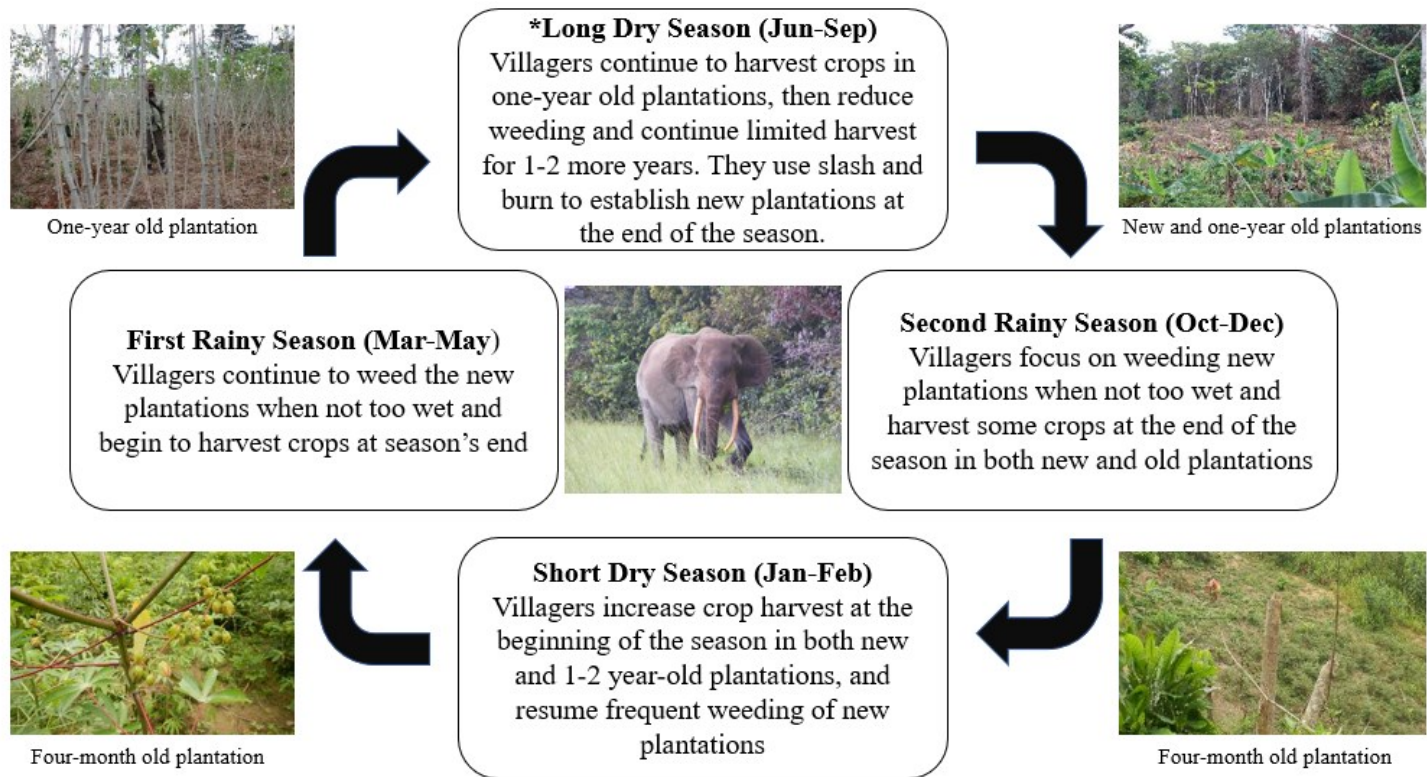 *Long Dry Season (Jun-Sep)
Villagers continue to harvest crops in
one-year old plantations, then reduce
weeding and continue limited harvest
for 1-2 more years. They use slash and
burn to establish new plantations at
the end of the season.
One-year old plantation
New and one-year old plantations
First Rainy Season (Mar-May)
Villagers continue to weed the new
plantations when not too wet and
begin to harvest crops at season’s end
Second Rainy Season (Oct-Dec)
Villagers focus on weeding new
plantations when not too wet and
harvest some crops at the end of the
season in both new and old plantations
Short Dry Season (Jan-Feb)
Villagers increase crop harvest at the
beginning of the season in both new
and 1-2 year-old plantations, and
resume frequent weeding of new
plantations
Four-month old plantation
Four-month old plantation